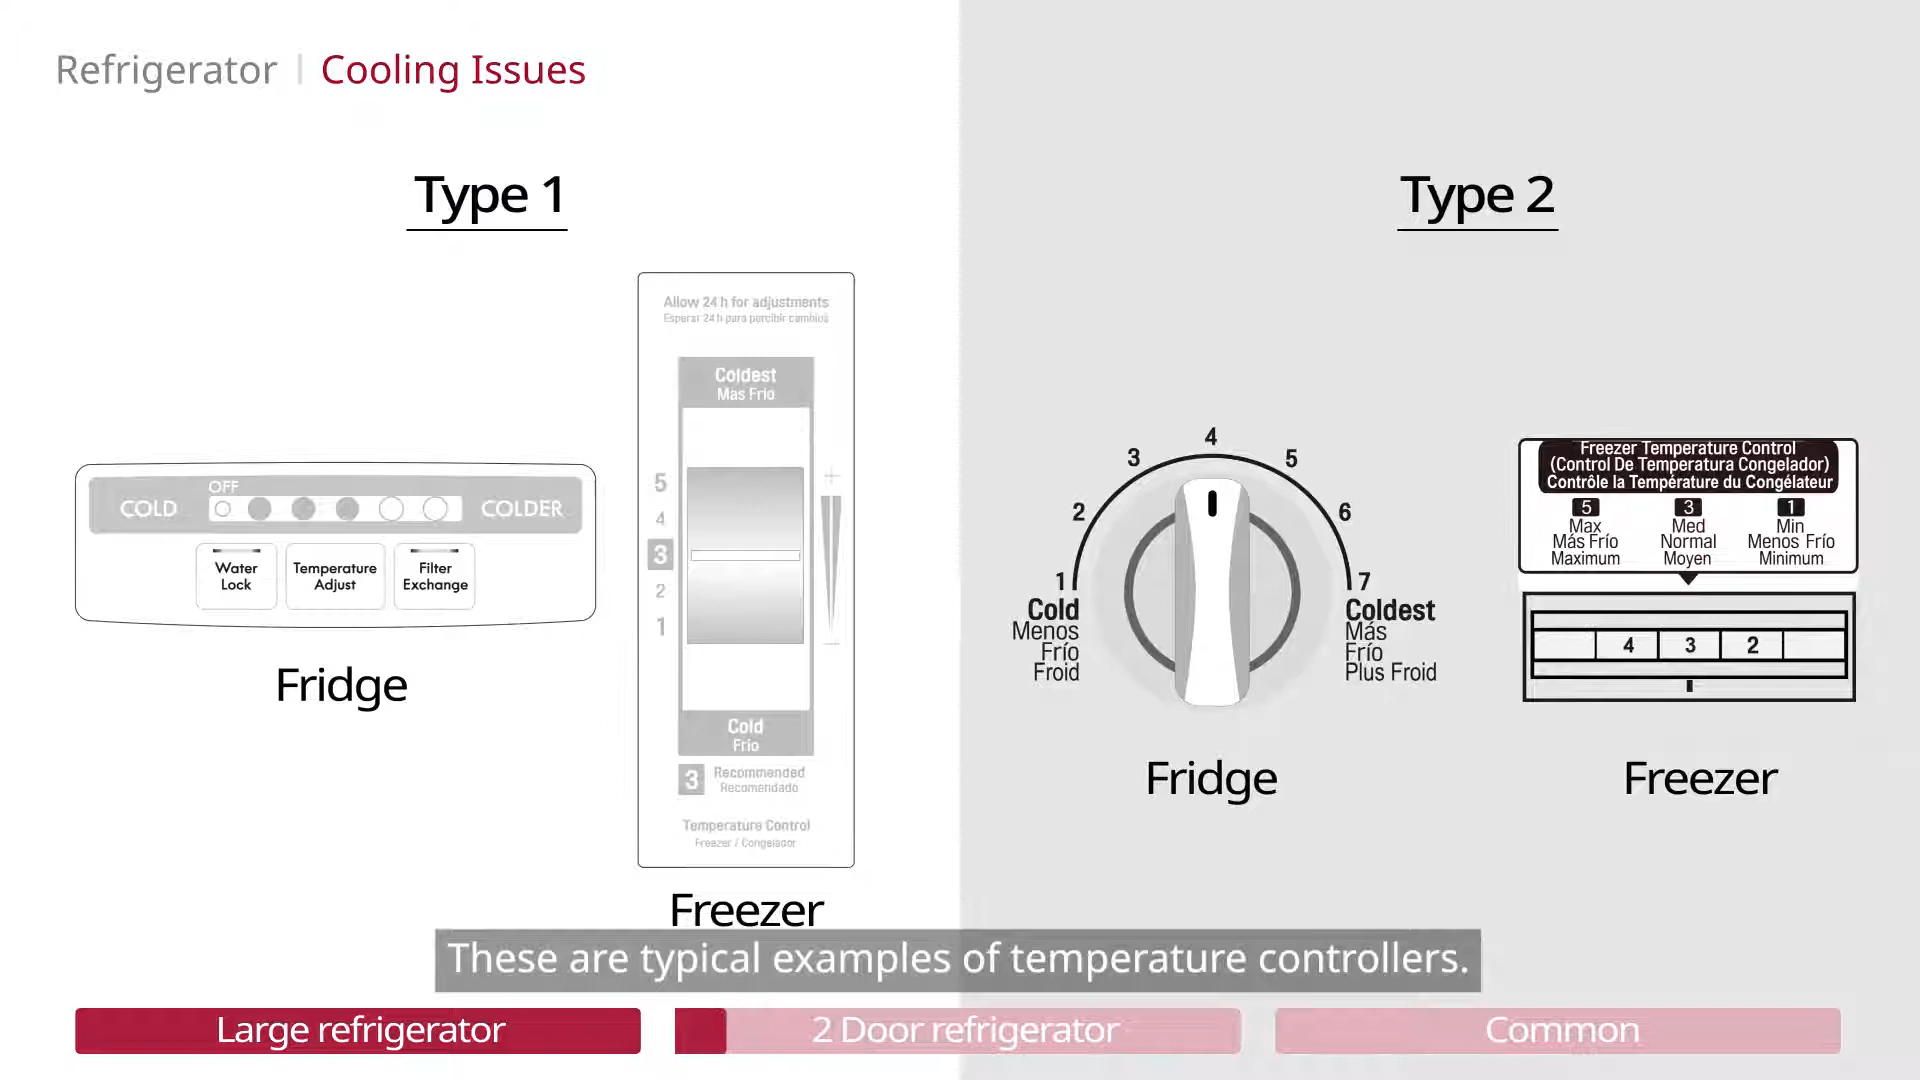 Refrigerator | Cooling Issues
Type 1
OFF
COLD
COLDER
Water
Lock
Temperature
Adjust
Filter
Exchange
Fridge
Allow 24 h for adjustments
Esperar 24 h para percibir cambios
Coldest
Mas Frio
5
4
3
2
1
Cold
Frio
3 Recommended
Recomendado
Temperature Control
Freezer / Congelador
Freezer
Type 2
1
2
3
4
5
6
7
Cold
Menos
Frío
Froid
Coldest
Más
Frío
Plus Froid
Fridge
Freezer Temperature Control
(Control De Temperatura Congelador)
Contrôle la Température du Congélateur
5 3 1
Max Med Min
Más Frío Normal Menos Frío
Maximum Moyen Minimum
4 3 2
Freezer
These are typical examples of temperature controllers.
Large refrigerator
2 Door refrigerator
Common